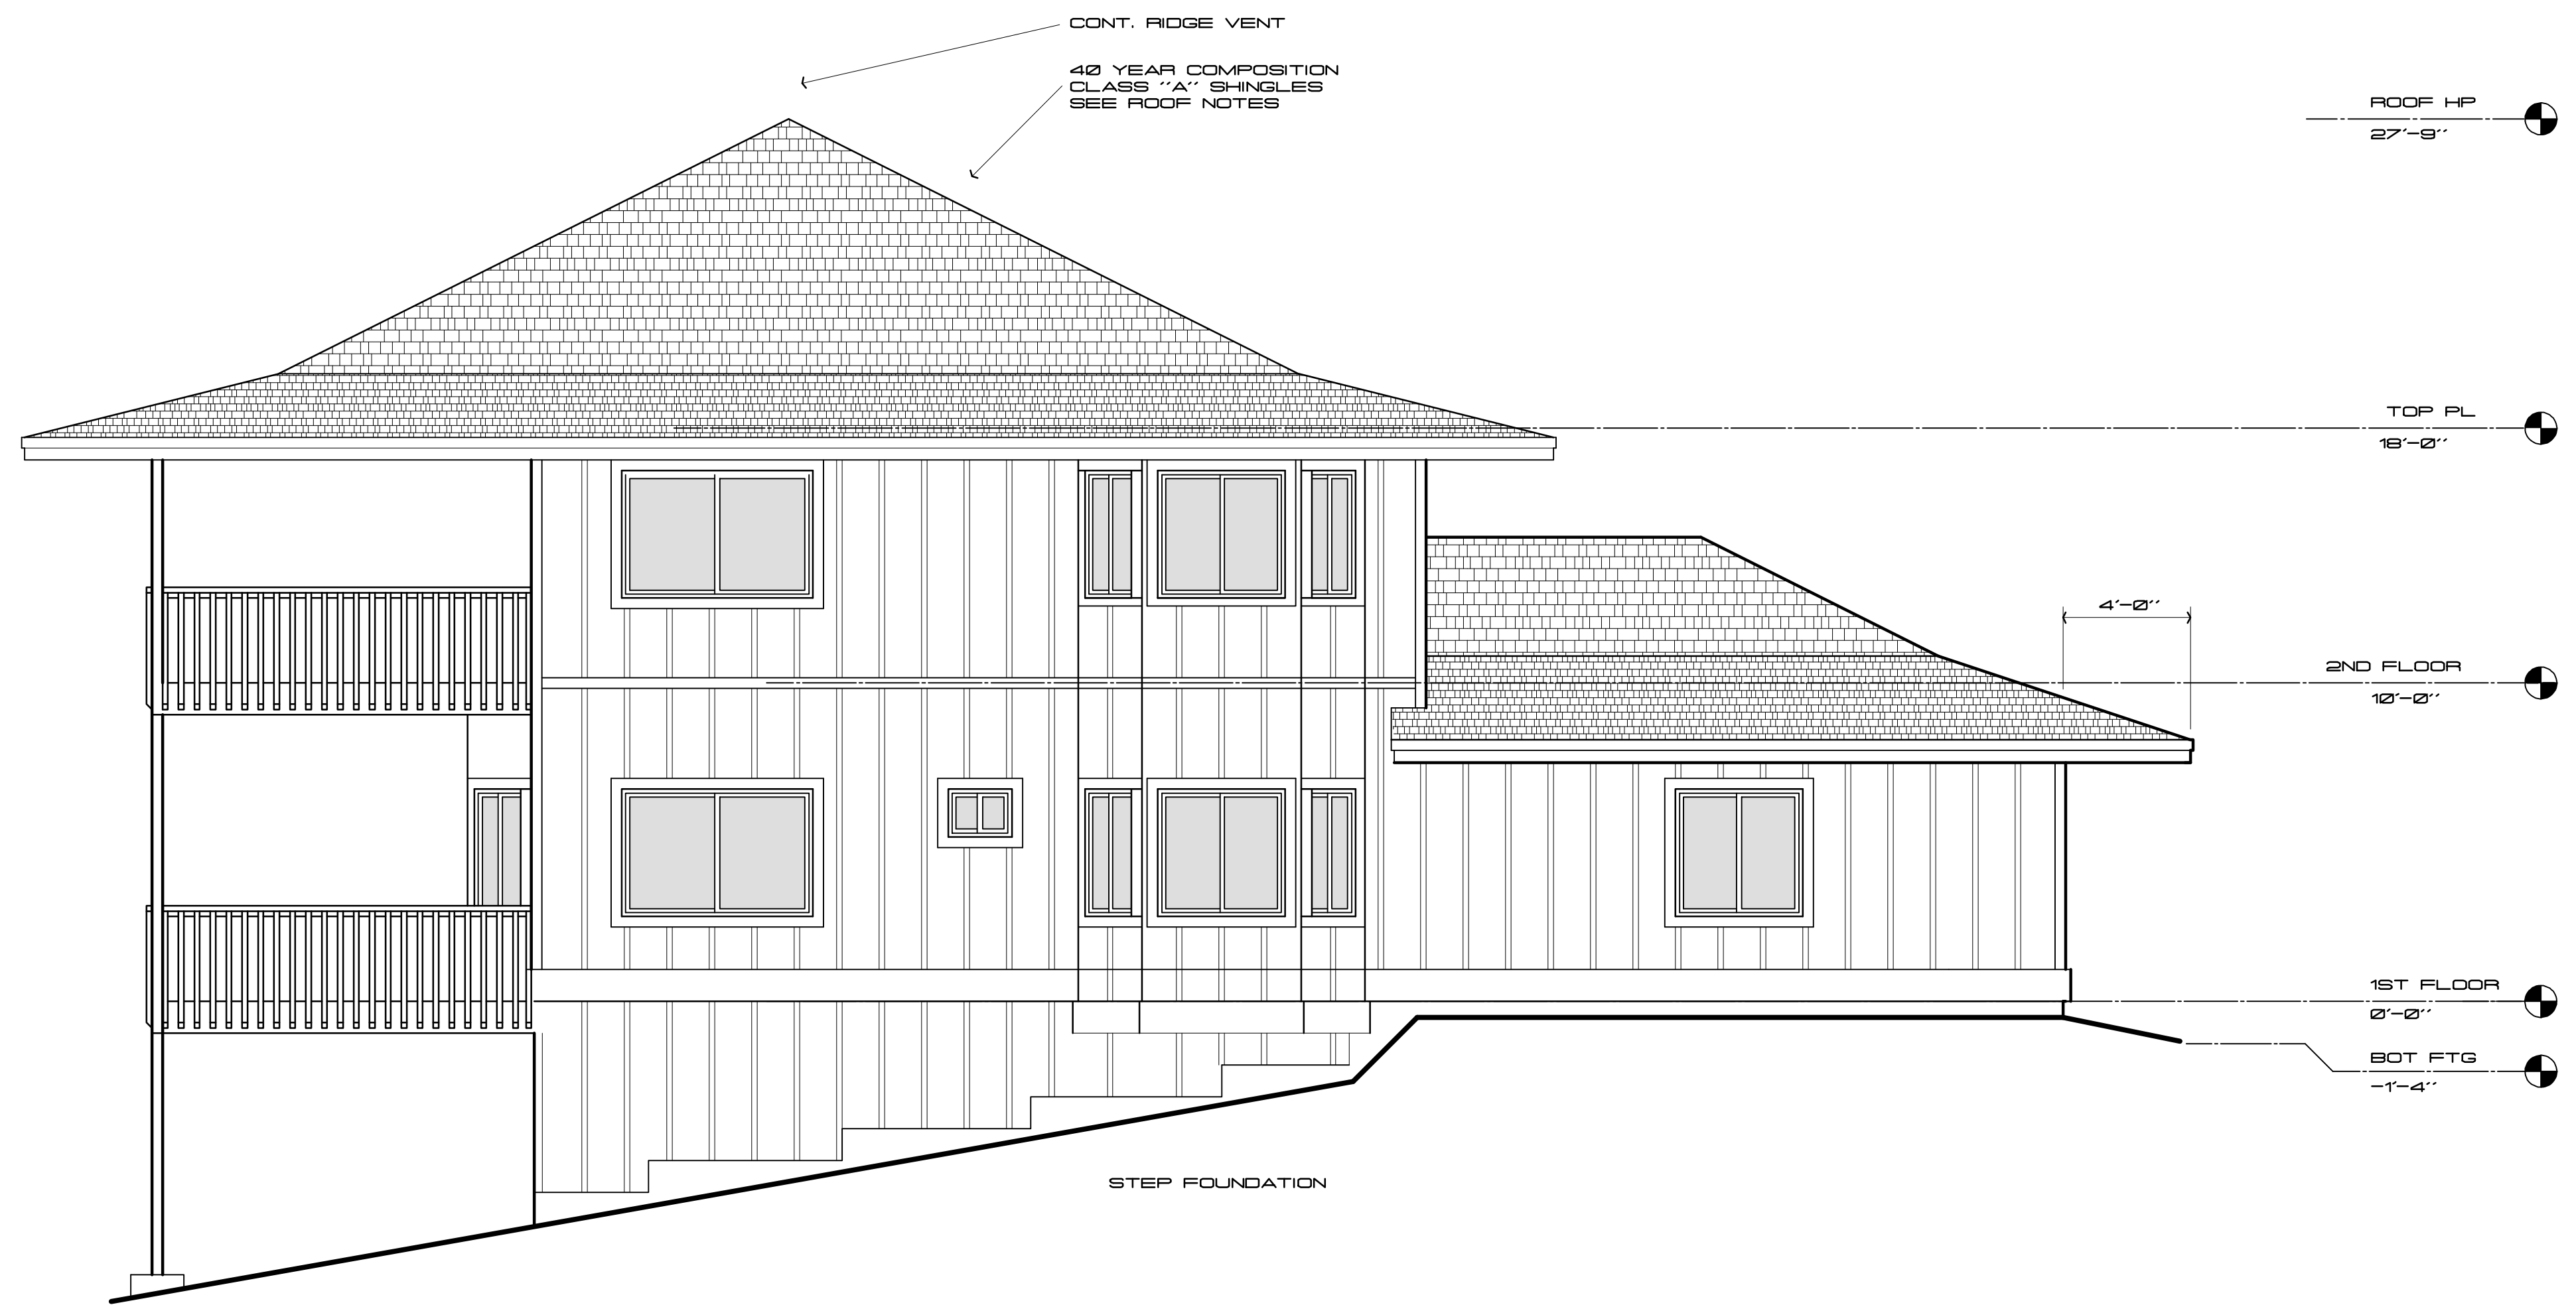 CONT. RIDGE VENT
40 YEAR COMPOSITION
CLASS "A" SHINGLES
SEE ROOF NOTES
ROOF HP
27'-9"
TOP PL
18'-0"
4'-0"
2ND FLOOR
10'-0"
1ST FLOOR
0'-0"
BOT FTG
-1'-4"
STEP FOUNDATION